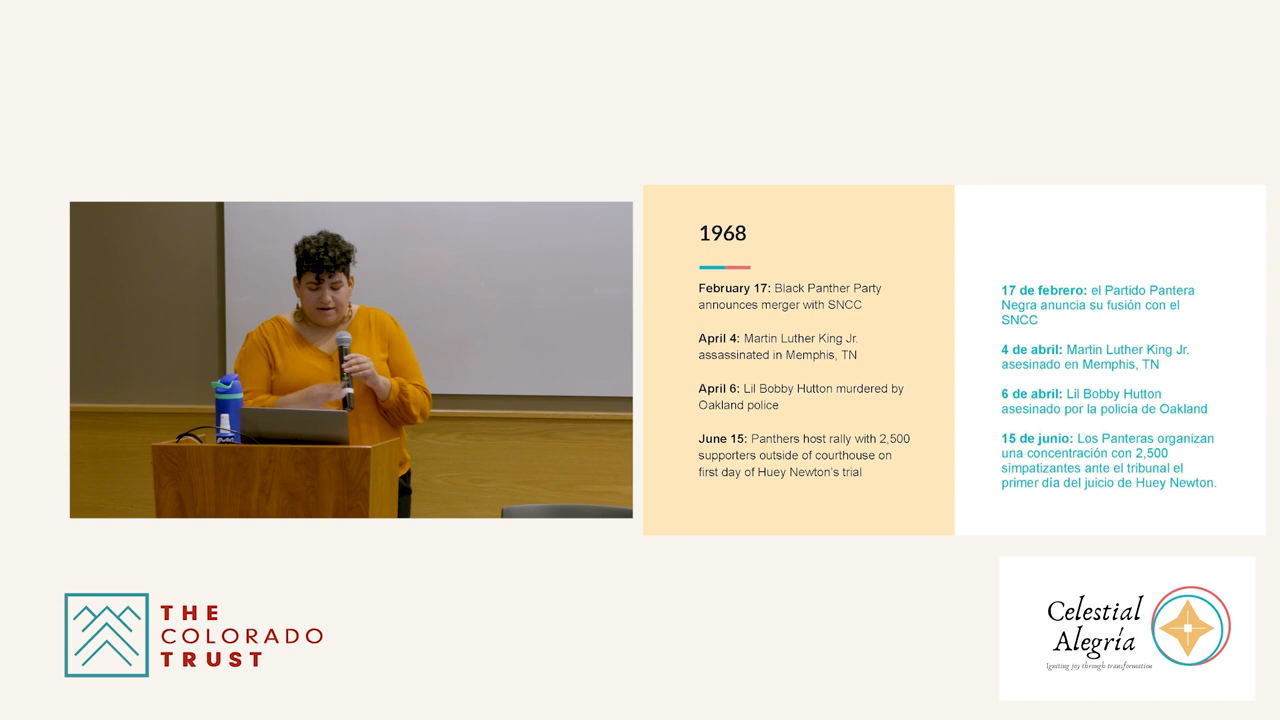 1968
February 17: Black Panther Party
announces merger with SNCC
April 4: Martin Luther King Jr.
assassinated in Memphis, TN
April 6: Lil Bobby Hutton murdered by
Oakland police
June 15: Panthers host rally with 2,500
supporters outside of courthouse on
first day of Huey Newton's trial
17 de febrero: el Partido Pantera
Negra anuncia su fusión con el
SNCC
4 de abril: Martin Luther King Jr.
asesinado en Memphis, TN
6 de abril: Lil Bobby Hutton
asesinado por la policía de Oakland
15 de junio: Los Panteras organizan
una concentración con 2,500
simpatizantes ante el tribunal el
primer día del juicio de Huey Newton.
THE
COLORADO
TRUST
Celestial
Alegría
Igniting joy through transformation